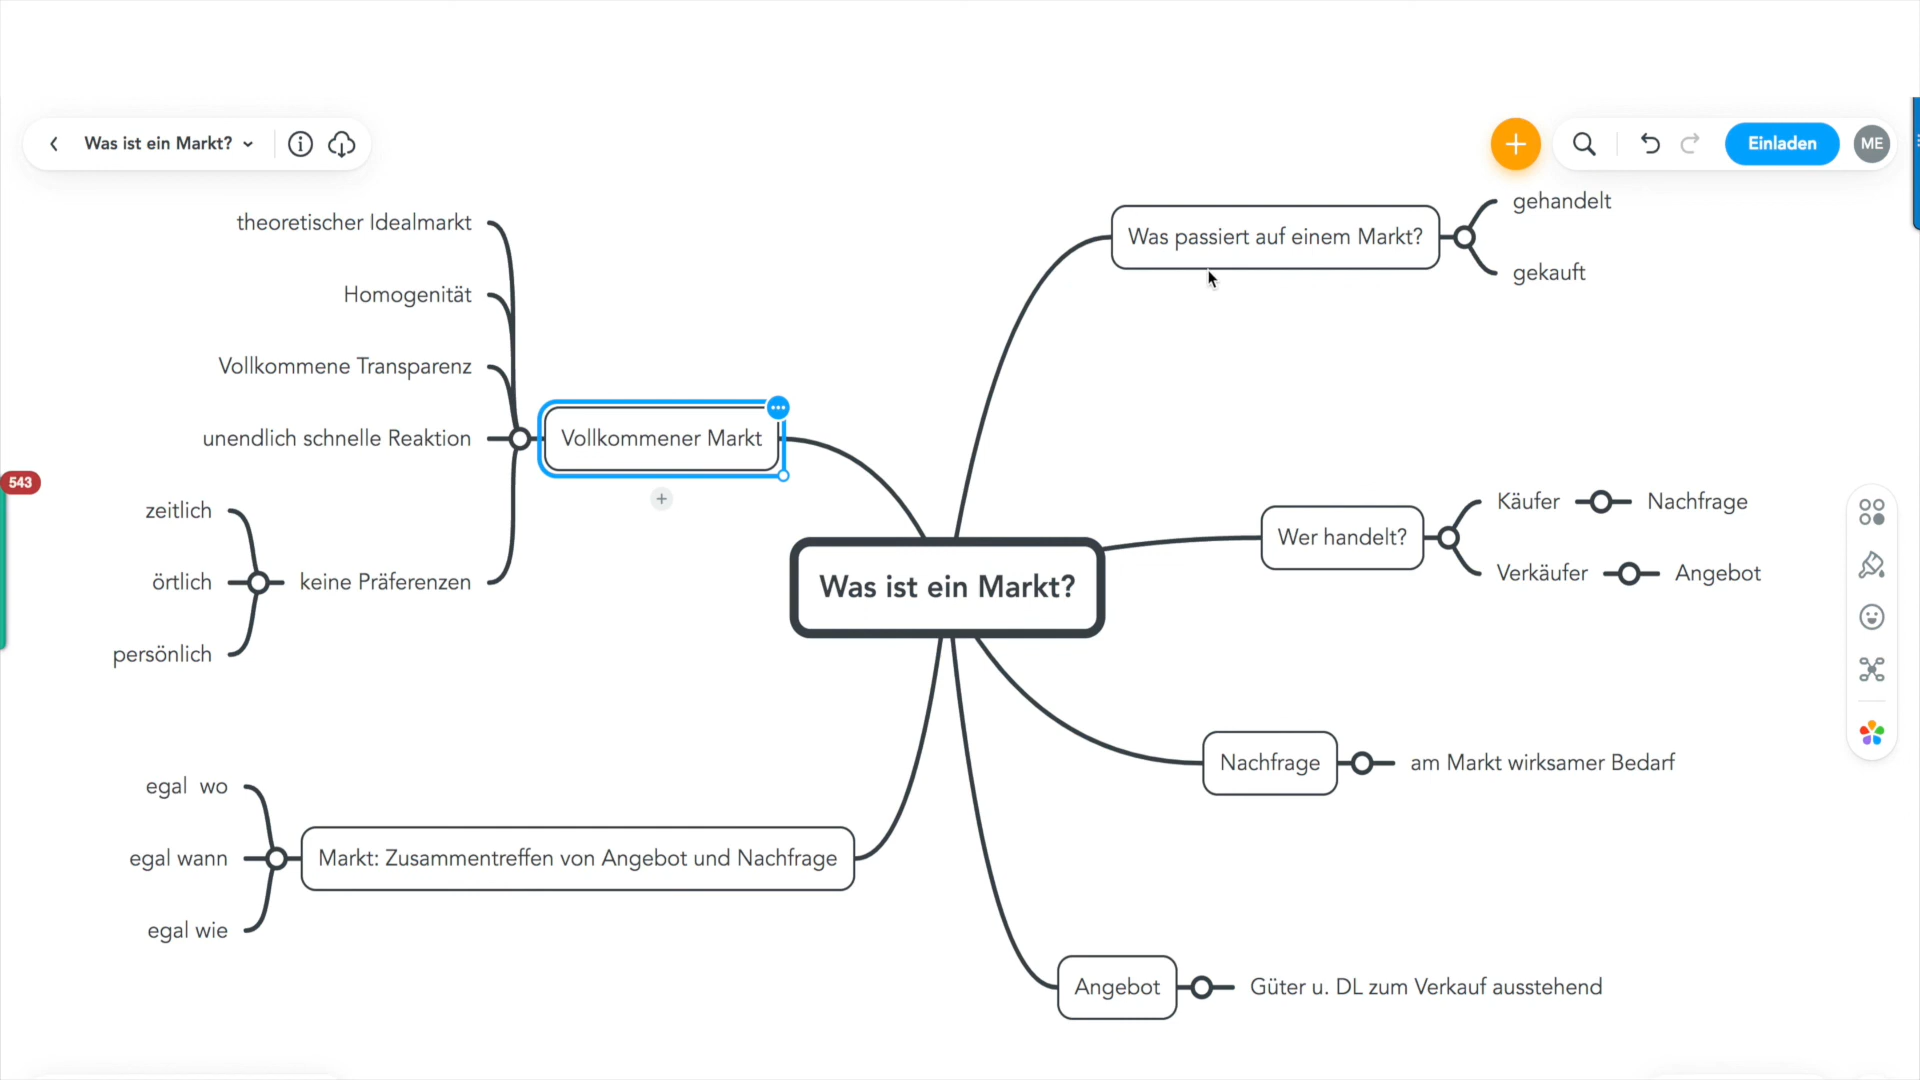 Was ist ein Markt?
Einladen
ME
theoretischer Idealmarkt
Homogenität
Vollkommene Transparenz
unendlich schnelle Reaktion
Vollkommener Markt
543
zeitlich
örtlich
keine Präferenzen
persönlich
Was passiert auf einem Markt?
gehandelt
gekauft
Was ist ein Markt?
Wer handelt?
Käufer
Nachfrage
Verkäufer
Angebot
Nachfrage
am Markt wirksamer Bedarf
egal wo
egal wann
Markt: Zusammentreffen von Angebot und Nachfrage
egal wie
Angebot
Güter u. DL zum Verkauf ausstehend